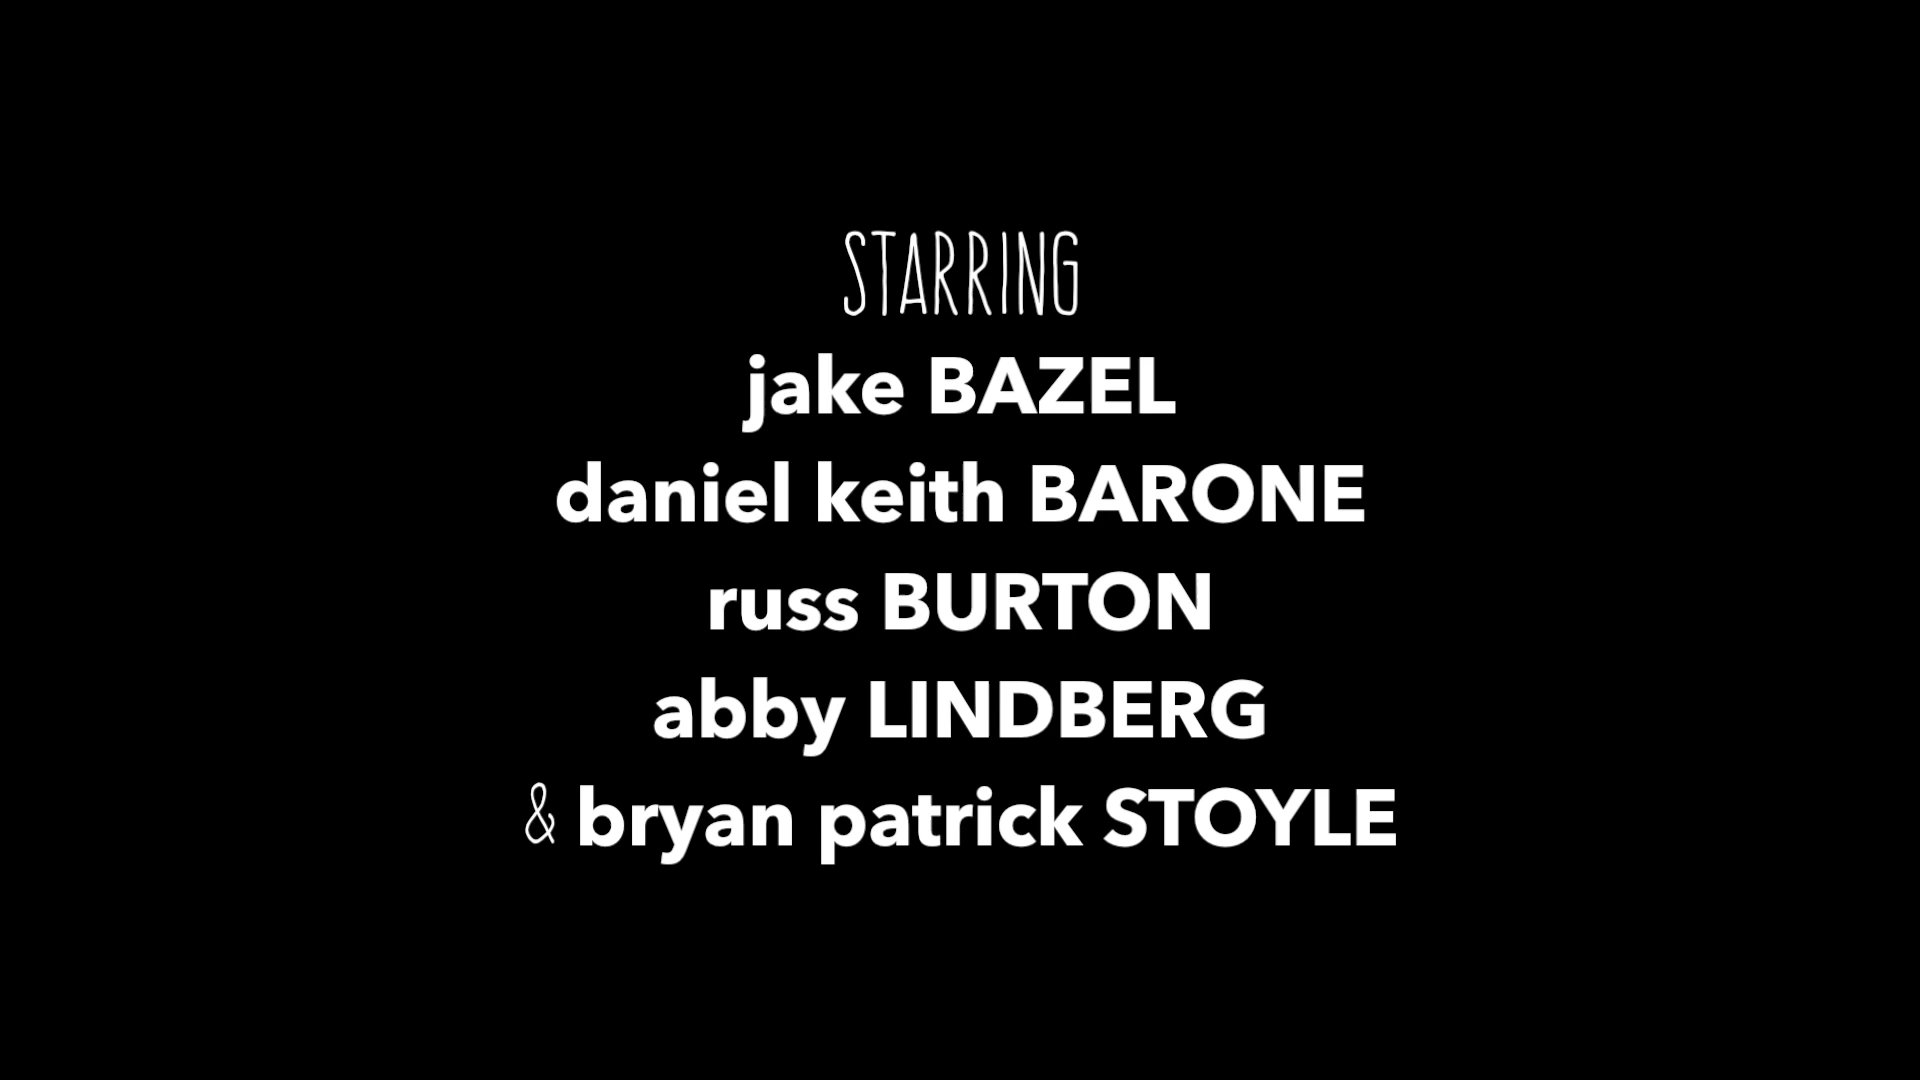 STARRING
jake BAZEL
daniel keith BARONE
russ BURTON
abby LINDBERG
& bryan patrick STOYLE